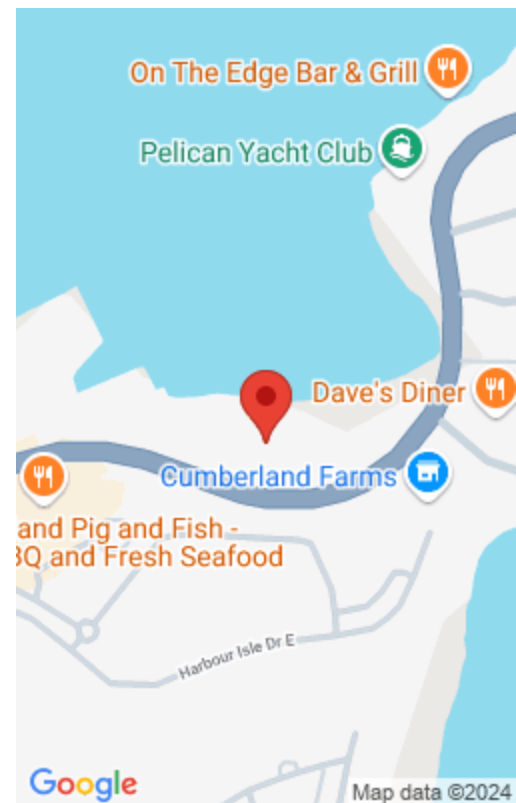 On The Edge Bar & Grill
Pelican Yacht Club
Dave's Diner
Cumberland Farms
and Pig and Fish -
BQ and Fresh Seafood
Harbour Isle Dr E
Google
Map data ©2024